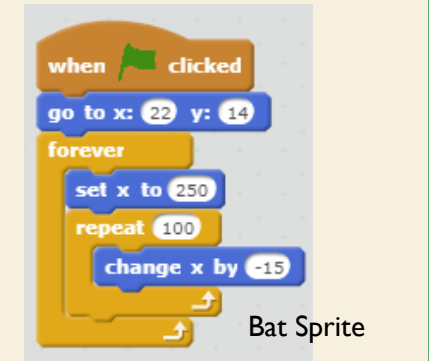 when clicked
go to x: 22 y: 14
forever
set x to 250
repeat 100
change x by -15
Bat Sprite